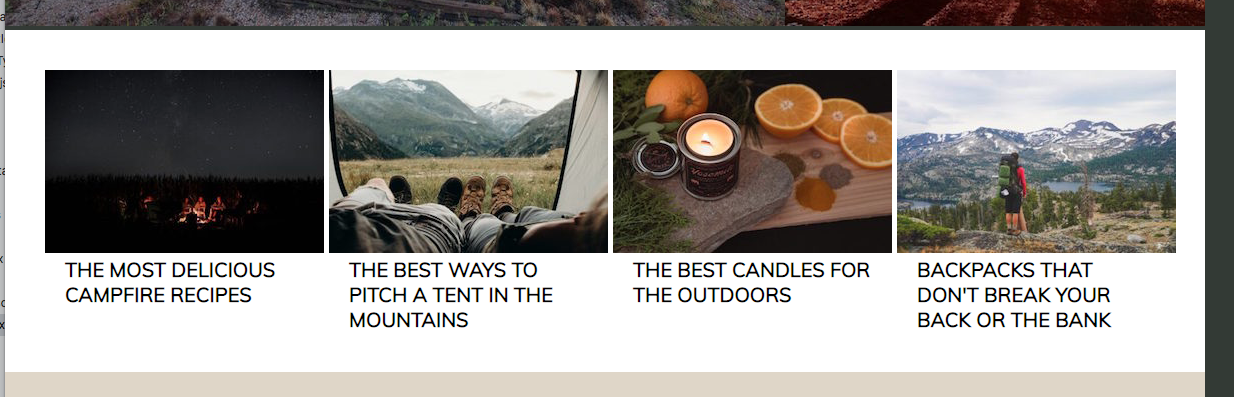 THE MOST DELICIOUS
CAMPFIRE RECIPES
THE BEST WAYS TO
PITCH A TENT IN THE
MOUNTAINS
THE BEST CANDLES FOR
THE OUTDOORS
BACKPACKS THAT
DON'T BREAK YOUR
BACK OR THE BANK